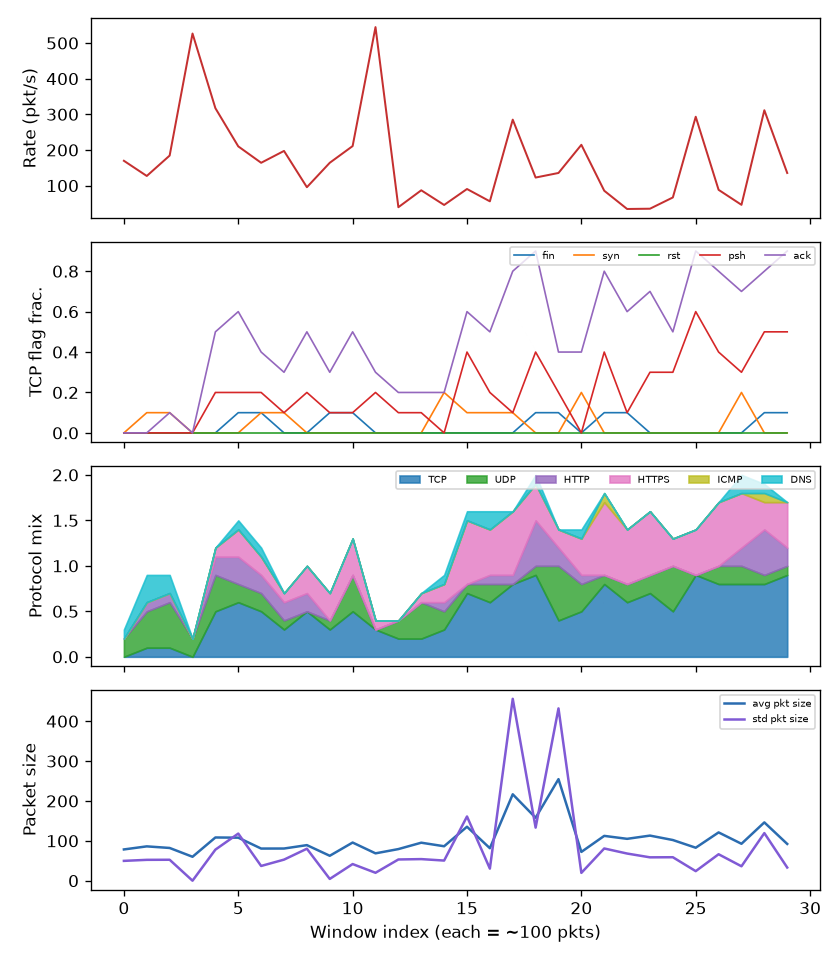 500
400
300
200
100
Rate (pkt/s)
fin syn rst psh ack
0.8
0.6
0.4
0.2
0.0
TCP flag frac.
TCP UDP HTTP HTTPS ICMP DNS
2.0
1.5
1.0
0.5
0.0
Protocol mix
avg pkt size
std pkt size
400
300
200
100
0
Packet size
0 5 10 15 20 25 30
Window index (each = ~100 pkts)